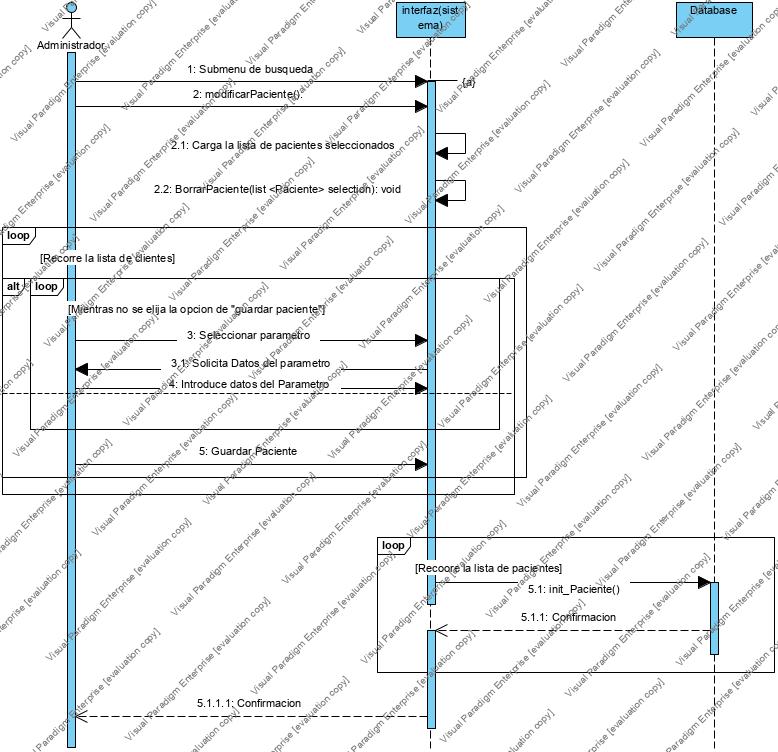 interfaz(sist
ema)
Database
Administrador
1: Submenu de busqueda
{a}
2: modificarPaciente():
2.1: Carga la lista de pacientes seleccionados
2.2: BorrarPaciente(list <Paciente> selection): void
loop
[Recorre la lista de clientes]
alt
loop
[Mientras no se elija la opcion de "guardar paciente"]
3: Seleccionar parametro
3.1: Solicita Datos del parametro
4: Introduce datos del Parametro
5: Guardar Paciente
loop
[Recoore la lista de pacientes]
5.1: init_Paciente()
5.1.1: Confirmacion
5.1.1.1: Confirmacion
Visual Paradigm Enterprise [evaluation copy]